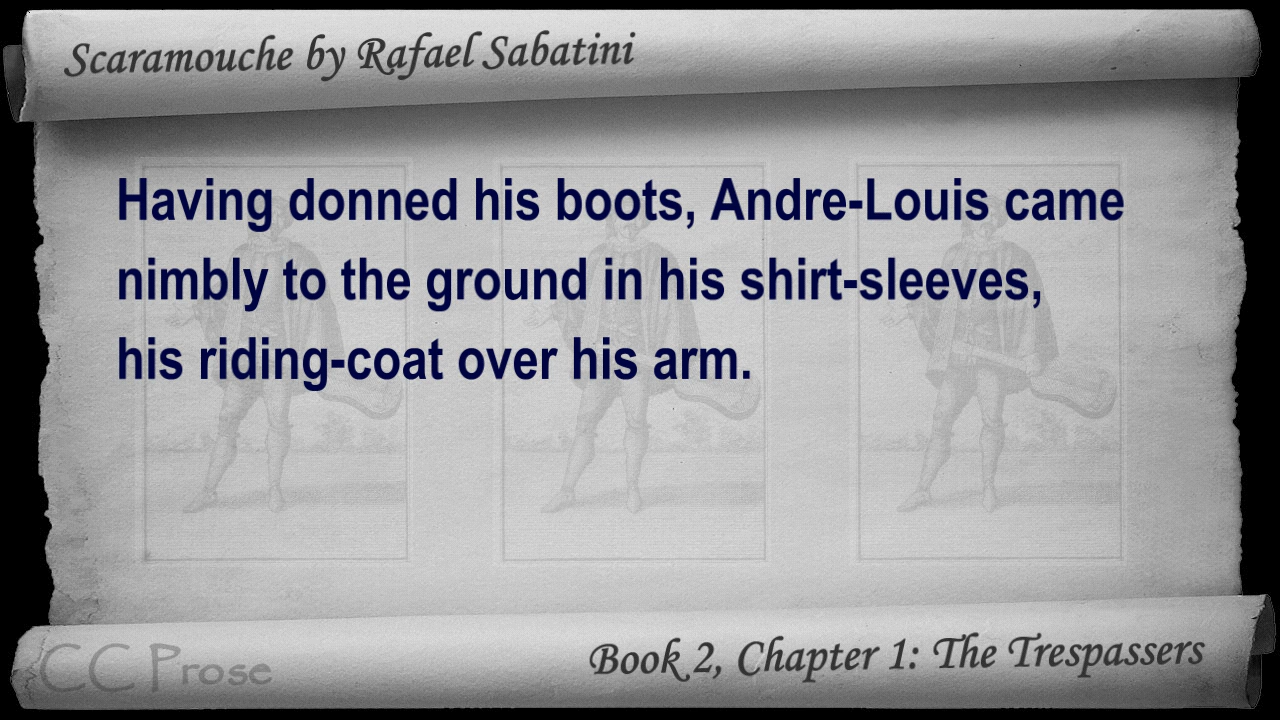 Scaramouche by Rafael Sabatini
Having donned his boots, Andre-Louis came
nimbly to the ground in his shirt-sleeves,
his riding-coat over his arm.
CC Prose
Book 2, Chapter 1: The Trespassers